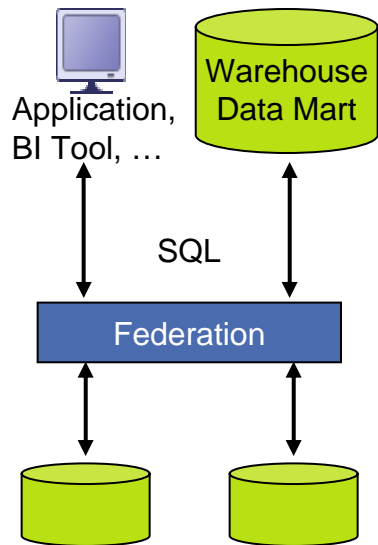 Application,
BI Tool, …
Warehouse
Data Mart
SQL
Federation